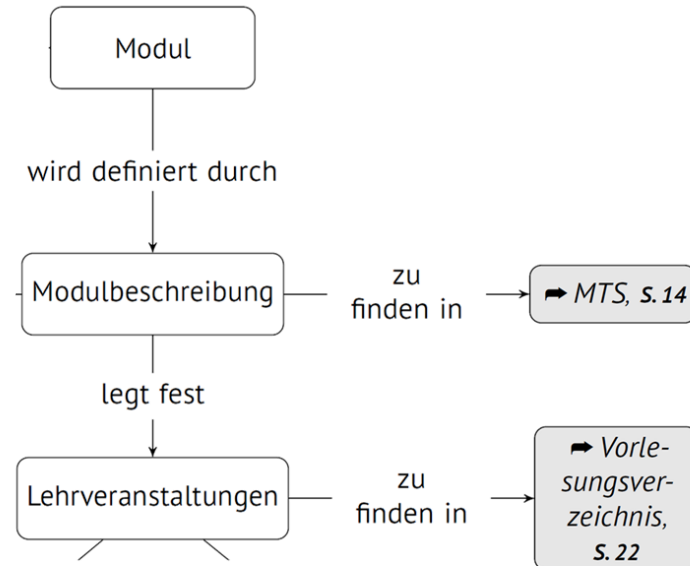 Modul
wird definiert durch
Modulbeschreibung
zu
finden in
➦ MTS, S. 14
legt fest
Lehrveranstaltungen
zu
finden in
➦ Vorle-
sungsver-
zeichnis,
S. 22